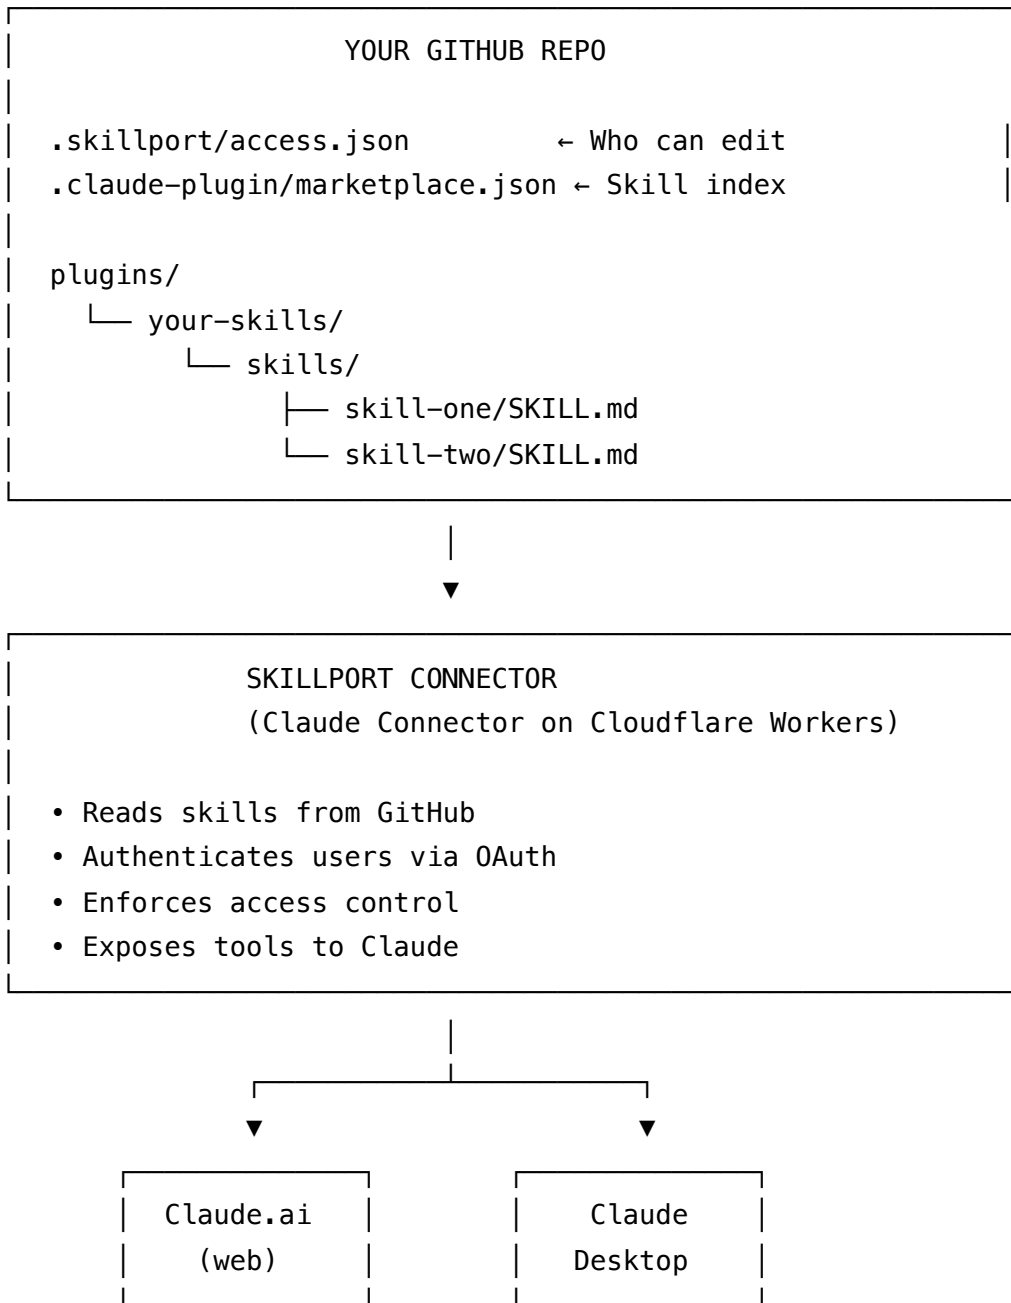 YOUR GITHUB REPO
.skillport/access.json ← Who can edit
.claude-plugin/marketplace.json ← Skill index
plugins/
└── your-skills/
└── skills/
├── skill-one/SKILL.md
└── skill-two/SKILL.md
SKILLPORT CONNECTOR
(Claude Connector on Cloudflare Workers)
• Reads skills from GitHub
• Authenticates users via OAuth
• Enforces access control
• Exposes tools to Claude
Claude.ai Claude
(web) Desktop